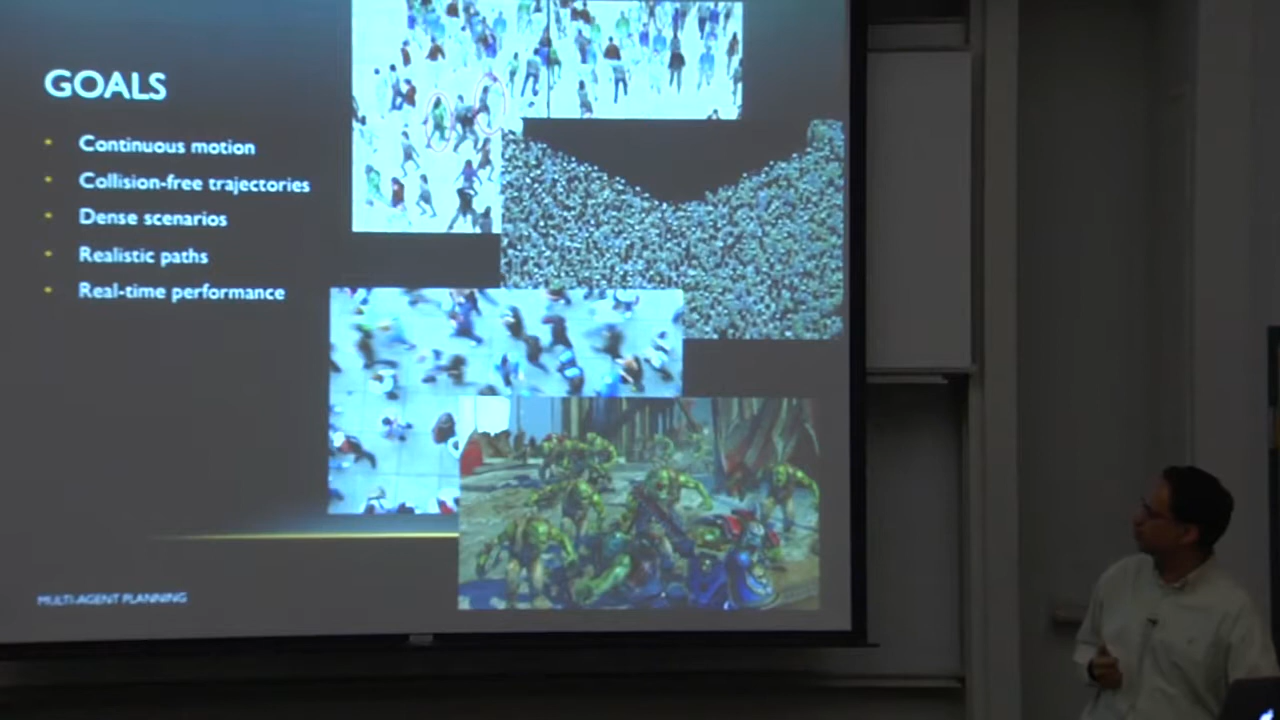 GOALS
• Continuous motion
• Collision-free trajectories
• Dense scenarios
• Realistic paths
• Real-time performance
MULTI-AGENT PLANNING